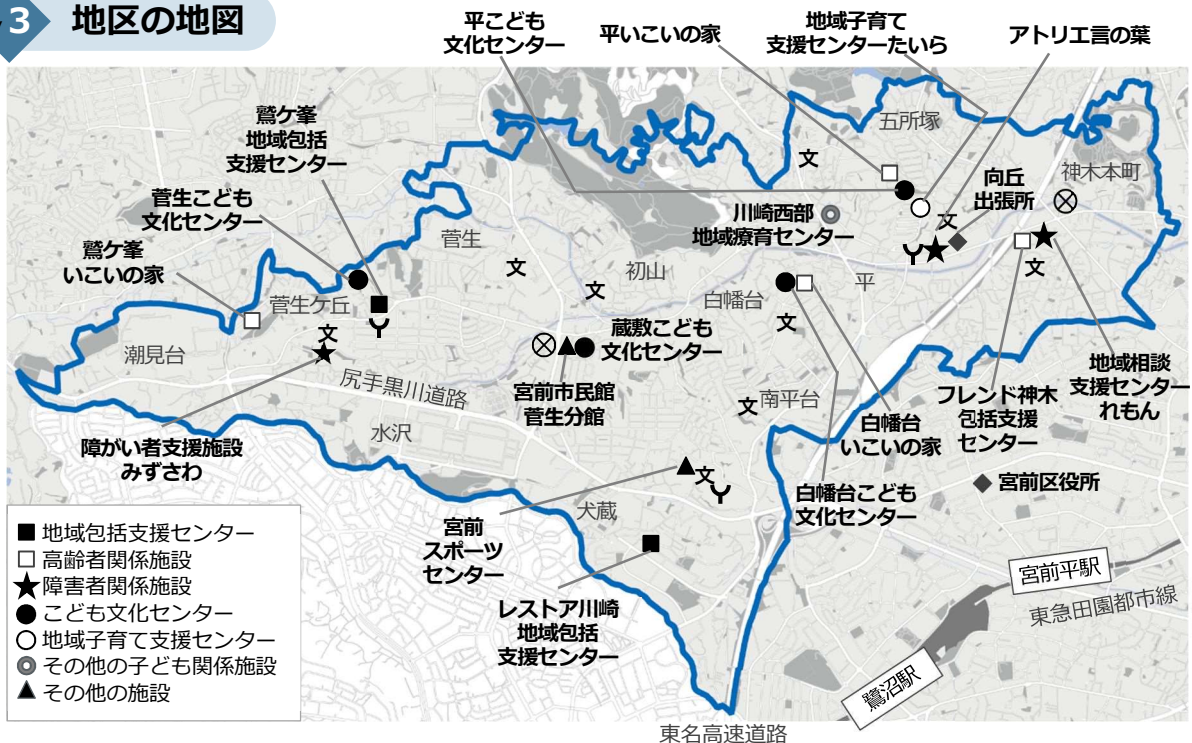 3 地区の地図
平こども
文化センター
平いこいの家
地域子育て
支援センターたいら
アトリエ言の葉
鷲ケ峯
地域包括
支援センター
菅生こども
文化センター
鷲ケ峯
いこいの家
五所塚
神木本町
向丘
出張所
川崎西部
地域療育センター
菅生
初山
平
白幡台
菅生ケ丘
潮見台
蔵敷こども
文化センター
宮前市民館
菅生分館
尻手黒川道路
水沢
南平台
障がい者支援施設
みずさわ
地域相談
支援センター
れもん
フレンド神木
包括支援
センター
白幡台
いこいの家
白幡台こども
文化センター
宮前区役所
犬蔵
宮前
スポーツ
センター
レストア川崎
地域包括
支援センター
宮前平駅
東急田園都市線
鷺沼駅
東名高速道路
地域包括支援センター
高齢者関係施設
障害者関係施設
こども文化センター
地域子育て支援センター
その他の子ども関係施設
その他の施設
文
文
文
文
文
文
文
文
文